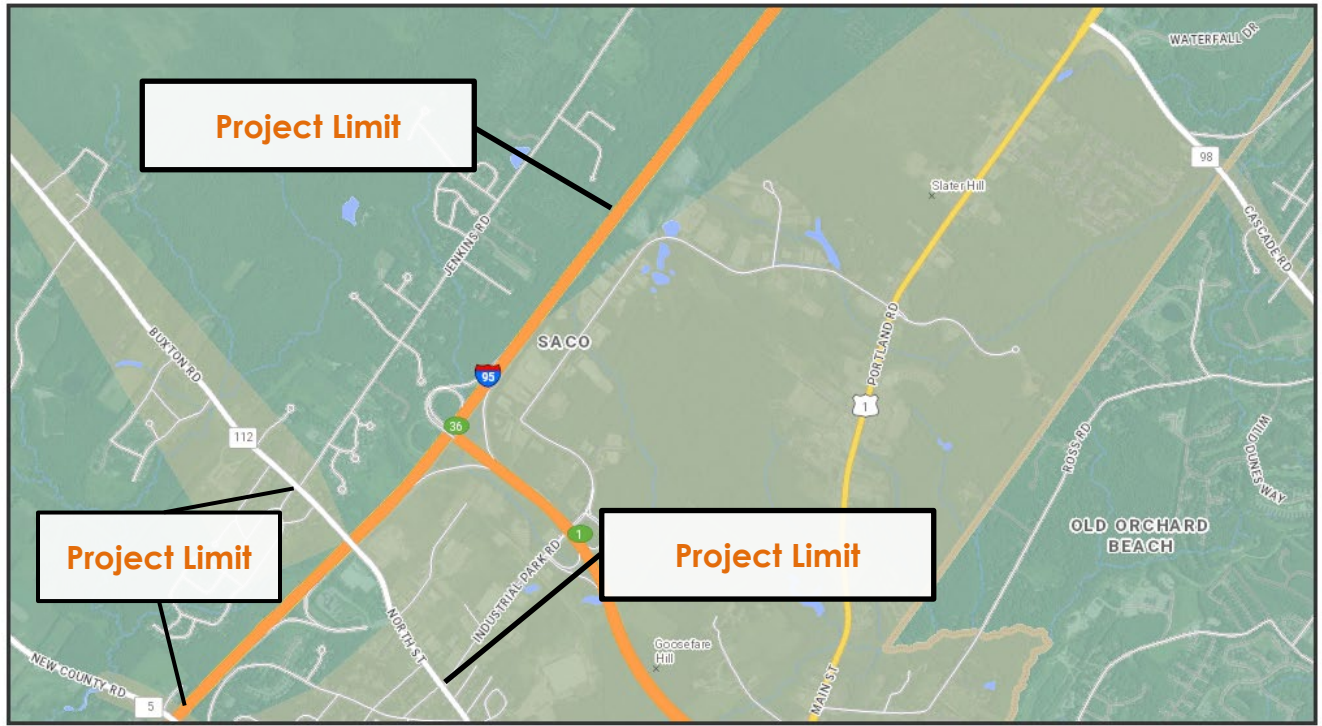 WATERFALL DR
Project Limit
98
Slater Hill
CASCADE RD
JENKINS RD
SACO
BUXTON RD
PORTLAND RD
95
1
36
112
ROSS RD
WILD DUNES WAY
OLD ORCHARD
BEACH
1
Project Limit
Project Limit
INDUSTRIAL PARK RD
NORTH ST
Goosefare
Hill
NEW COUNTY RD
5
MAIN ST